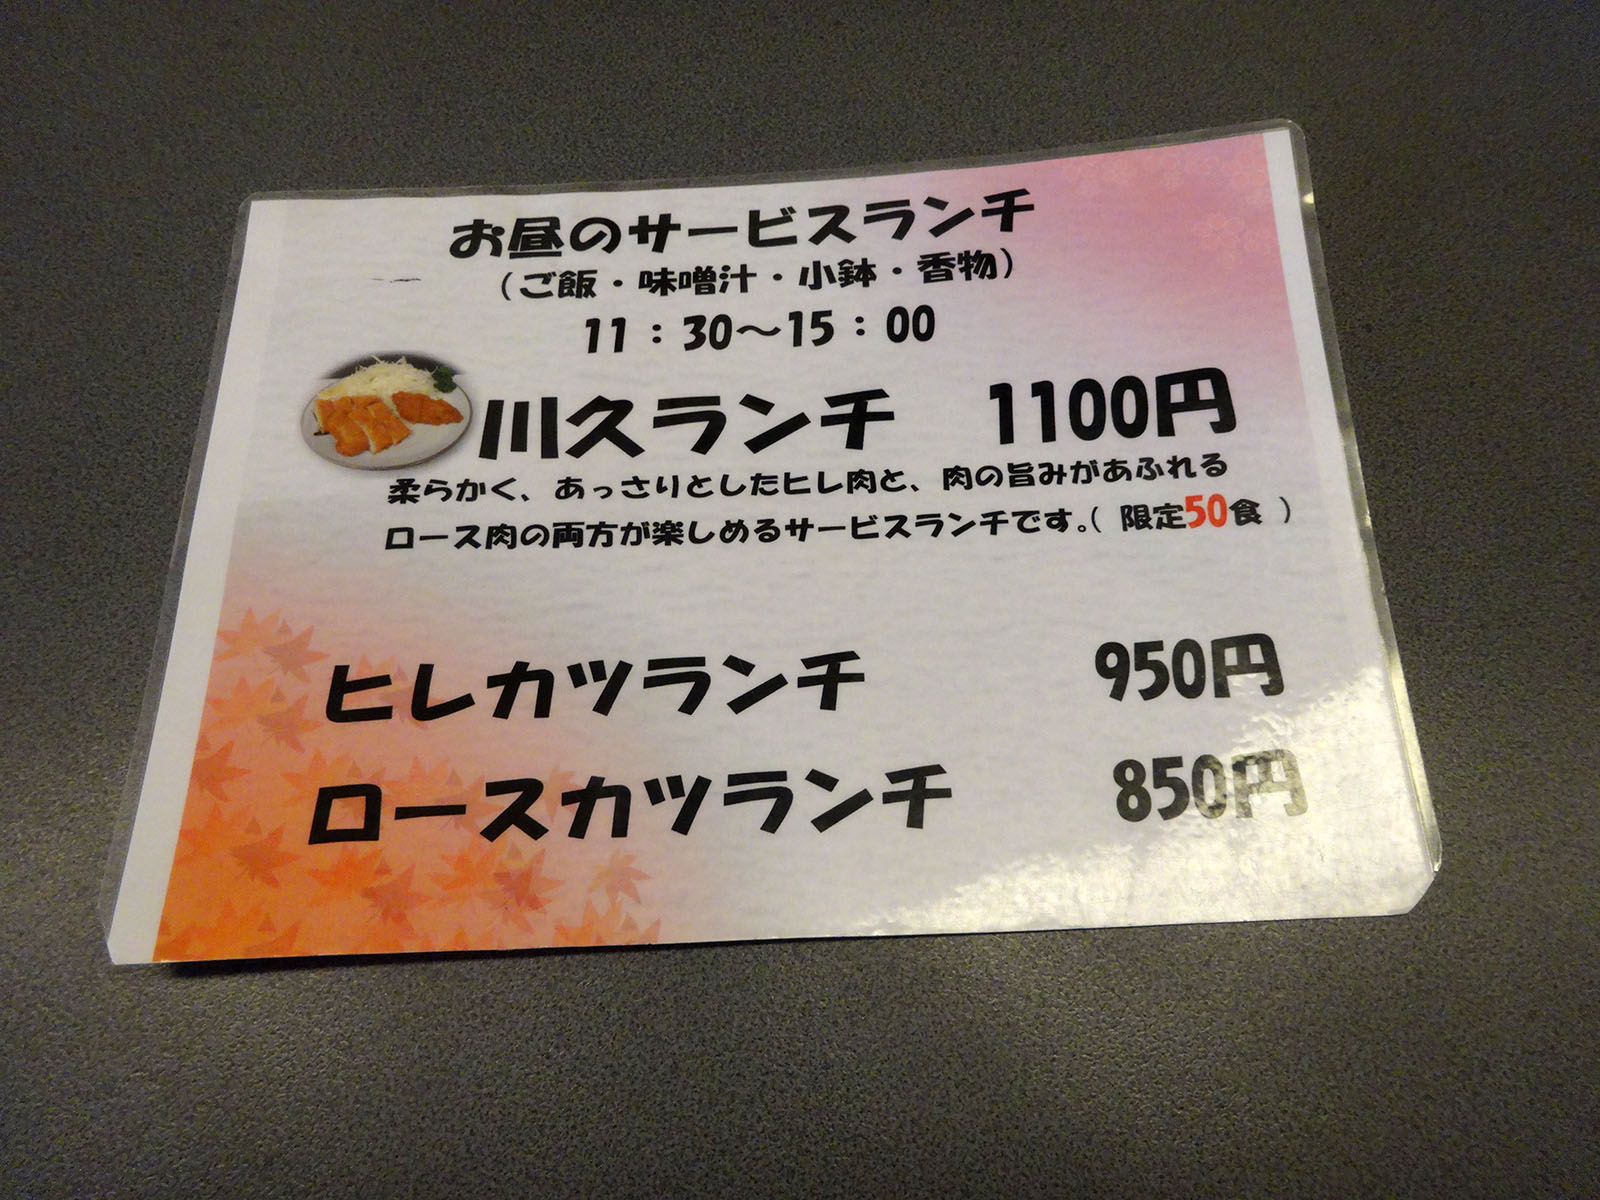 お昼のサービスランチ
（ご飯・味噌汁・小鉢・香物）
11：30～15：00
川久ランチ 1100円
柔らかく、あっさりとしたヒレ肉と、肉の旨みがあふれる
ロース肉の両方が楽しめるサービスランチです。( 限定50食 )
ヒレカツランチ 950円
ロースカツランチ 850円